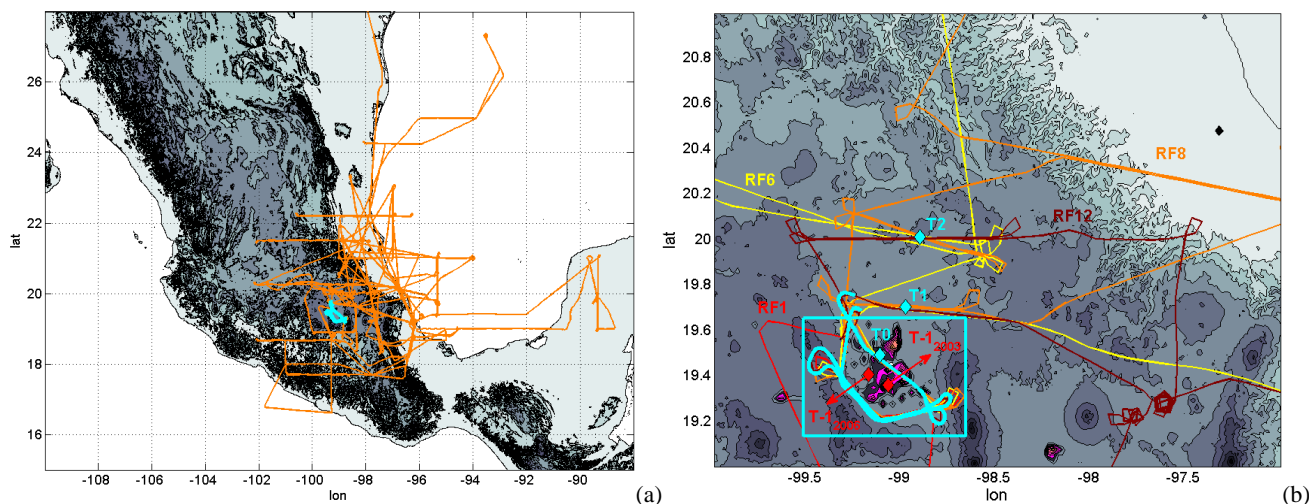 26
24
22
20
18
16
lat
-108
-106
-104
-102
-100
-98
-96
-94
-92
-90
-88
lon
(a)
20.8
20.6
20.4
20.2
20
19.8
19.6
19.4
19.2
lat
RF8
RF6
RF12
T2
T1
RF1
T0
T-1 2003
T-1 2006
-99.5
-99
-98.5
-98
-97.5
lon
(b)